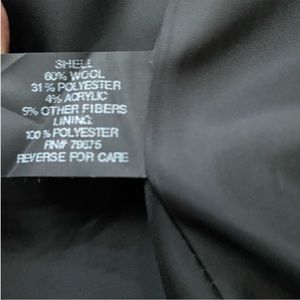 SHELL
60% WOOL
31% POLYESTER
4% ACRYLIC
5% OTHER FIBERS
LINING:
100% POLYESTER
RN# 79675
REVERSE FOR CARE